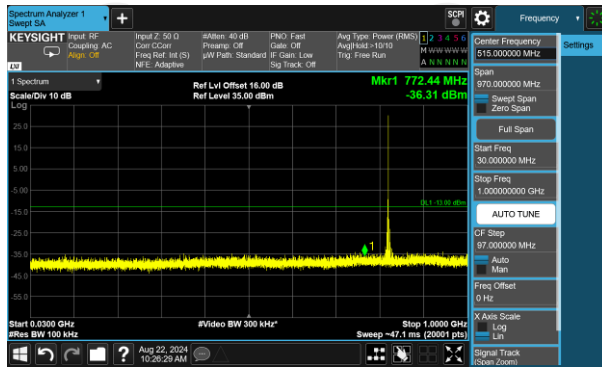 Spectrum Analyzer 1
Swept SA
+
SCPI
Frequency
KEYSIGHT
Input: RF
Coupling: AC
Align: Off
Input Z: 50 Ω
Corr CCorr
Freq Ref: Int (S)
NFE: Adaptive
#Atten: 40 dB
Preamp: Off
µW Path: Standard
PNO: Fast
Gate: Off
IF Gain: Low
Sig Track: Off
Avg Type: Power (RMS)
Avg|Hold:>10/10
Trig: Free Run
1 2 3 4 5 6
M W W W W W
A N N N N N
LXI
1 Spectrum
Scale/Div 10 dB
Ref Lvl Offset 16.00 dB
Ref Level 35.00 dBm
Mkr1 772.44 MHz
-36.31 dBm
Log
25.0
15.0
5.00
-5.00
-15.0
-25.0
-35.0
-45.0
-55.0
DL1 -13.00 dBm
1
Start 0.0300 GHz
#Res BW 100 kHz
#Video BW 300 kHz*
Stop 1.0000 GHz
Sweep ~47.1 ms (20001 pts)
?
Aug 22, 2024
10:26:29 AM
Center Frequency
515.000000 MHz
Settings
Span
970.000000 MHz
Swept Span
Zero Span
Full Span
Start Freq
30.000000 MHz
Stop Freq
1.000000000 GHz
AUTO TUNE
CF Step
97.000000 MHz
Auto
Man
Freq Offset
0 Hz
X Axis Scale
Log
Lin
Signal Track
(Span Zoom)